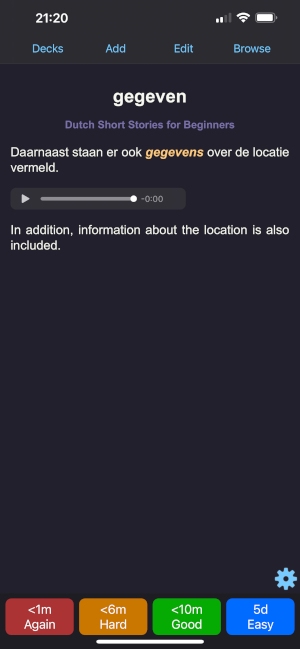 21:20
Decks Add Edit Browse
gegeven
Dutch Short Stories for Beginners
Daarnaast staan er ook gegevens over de locatie
vermeld.
-0:00
In addition, information about the location is also
included.
<1m <6m <10m 5d
Again Hard Good Easy